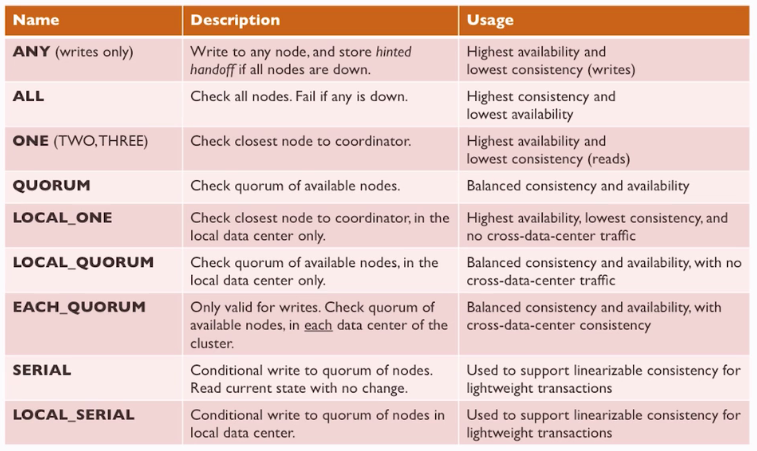 Name Description Usage
ANY (writes only) Write to any node, and store hinted Highest availability and
handoff if all nodes are down. lowest consistency (writes)
ALL Check all nodes. Fail if any is down. Highest consistency and
lowest availability
ONE (TWO, THREE) Check closest node to coordinator. Highest availability and
lowest consistency (reads)
QUORUM Check quorum of available nodes. Balanced consistency and availability
LOCAL_ONE Check closest node to coordinator, in the Highest availability, lowest consistency, and
local data center only. no cross-data-center traffic
LOCAL_QUORUM Check quorum of available nodes, in the Balanced consistency and availability, with no
local data center only. cross-data-center traffic
EACH_QUORUM Only valid for writes. Check quorum of Balanced consistency and availability, with
available nodes, in each data center of the cross-data-center consistency
cluster.
SERIAL Conditional write to quorum of nodes. Used to support linearizable consistency for
Read current state with no change. lightweight transactions
LOCAL_SERIAL Conditional write to quorum of nodes in Used to support linearizable consistency for
local data center. lightweight transactions